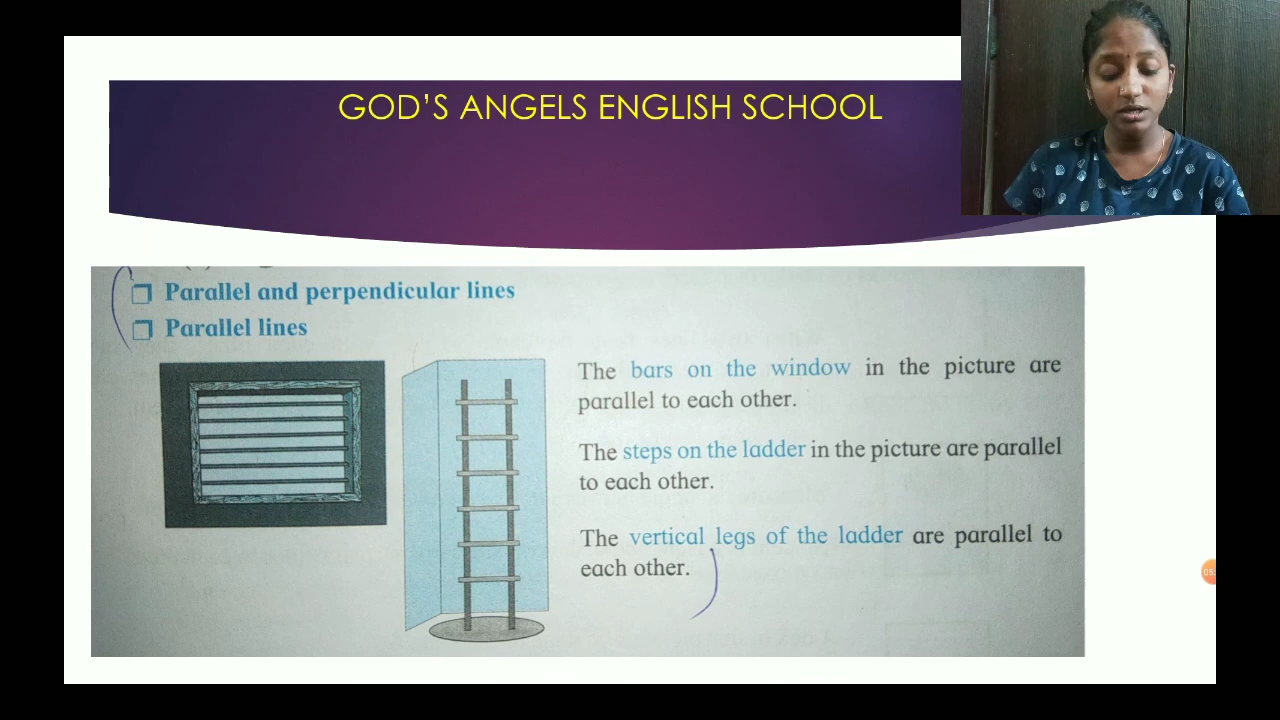 GOD'S ANGELS ENGLISH SCHOOL
Parallel and perpendicular lines
Parallel lines
The bars on the window in the picture are
parallel to each other.
The steps on the ladder in the picture are parallel
to each other.
The vertical legs of the ladder are parallel to
each other.